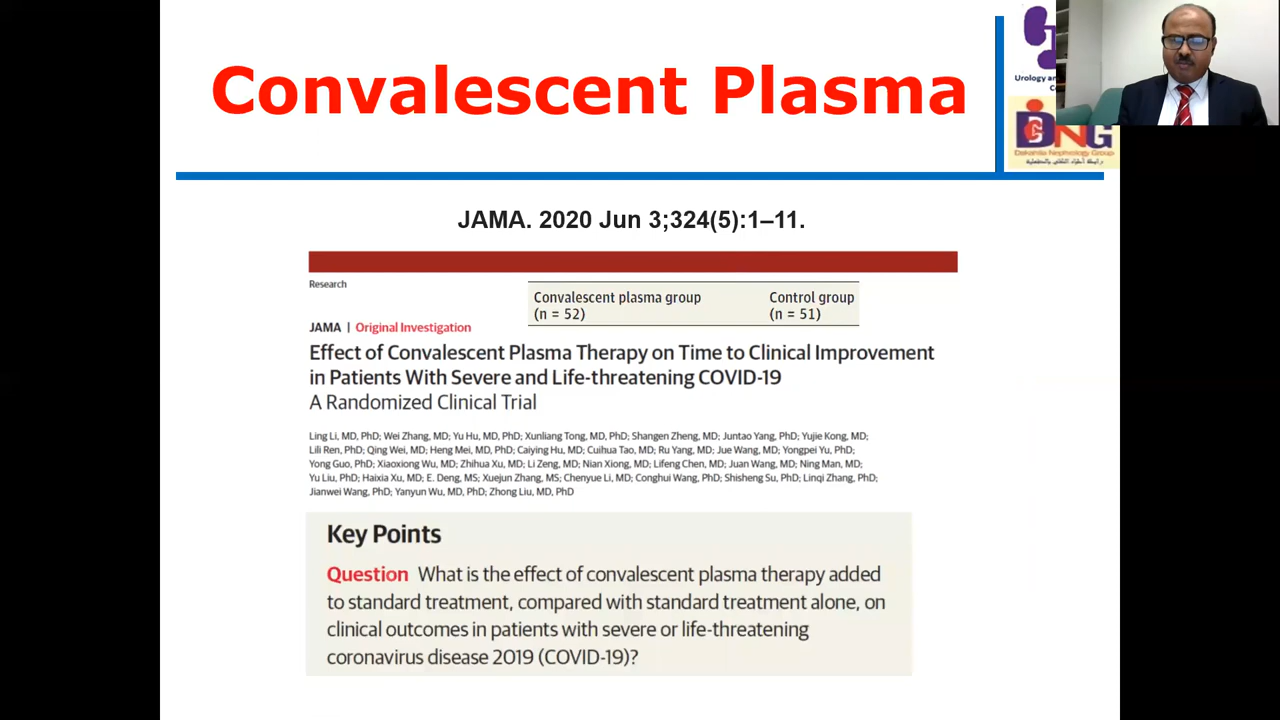 Convalescent Plasma
Urology an
DNG
Dakahlia Nephrology Group
JAMA. 2020 Jun 3;324(5):1–11.
Research
Convalescent plasma group
(n = 52)
Control group
(n = 51)
JAMA | Original Investigation
Effect of Convalescent Plasma Therapy on Time to Clinical Improvement
in Patients With Severe and Life-threatening COVID-19
A Randomized Clinical Trial
Ling Li, MD, PhD; Wei Zhang, MD; Yu Hu, MD, PhD; Xunliang Tong, MD, PhD; Shangen Zheng, MD; Juntao Yang, PhD; Yujie Kong, MD;
Lili Ren, PhD; Qing Wei, MD; Heng Mei, MD, PhD; Caiying Hu, MD; Cuihua Tao, MD; Ru Yang, MD; Jue Wang, MD; Yongpei Yu, PhD;
Yong Guo, PhD; Xiaoxiong Wu, MD; Zhihua Xu, MD; Li Zeng, MD; Nian Xiong, MD; Lifeng Chen, MD; Juan Wang, MD; Ning Man, MD;
Yu Liu, PhD; Haixia Xu, MD; E. Deng, MS; Xuejun Zhang, MS; Chenyue Li, MD; Conghui Wang, PhD; Shisheng Su, PhD; Linqi Zhang, PhD;
Jianwei Wang, PhD; Yanyun Wu, MD, PhD; Zhong Liu, MD, PhD
Key Points
Question What is the effect of convalescent plasma therapy added
to standard treatment, compared with standard treatment alone, on
clinical outcomes in patients with severe or life-threatening
coronavirus disease 2019 (COVID-19)?